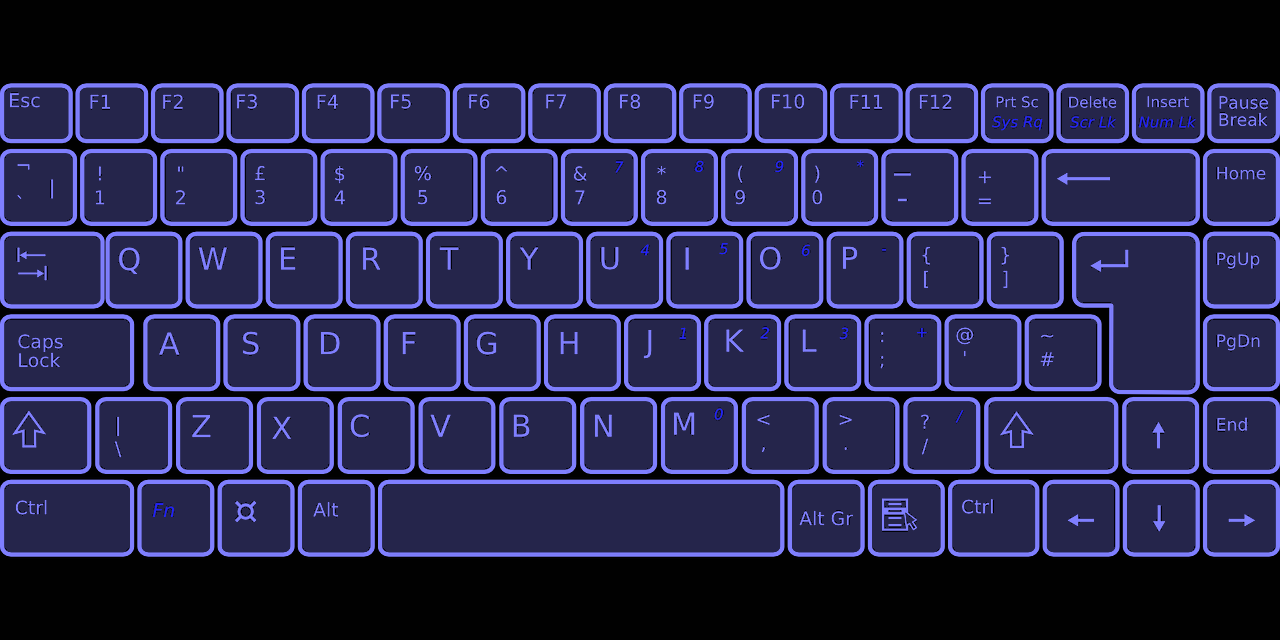 Esc F1 F2 F3 F4 F5 F6 F7 F8 F9 F10 F11 F12 Prt Sc Delete Insert Pause
Sys Rq Scr Lk Num Lk Break
¬ ! " £ $ % ^ & 7 * 8 ( 9 ) * — + ← Home
` | 1 2 3 4 5 6 7 8 9 0 - =
Q W E R T Y U 4 I 5 O 6 P - { } PgUp
[ ]
Caps A S D F G H J 1 K 2 L 3 : + @ ~ PgDn
Lock ; ' #
| Z X C V B N M 0 < > ? / ↑ End
\ , . /
Ctrl Fn ¤ Alt Alt Gr Ctrl ← ↓ →